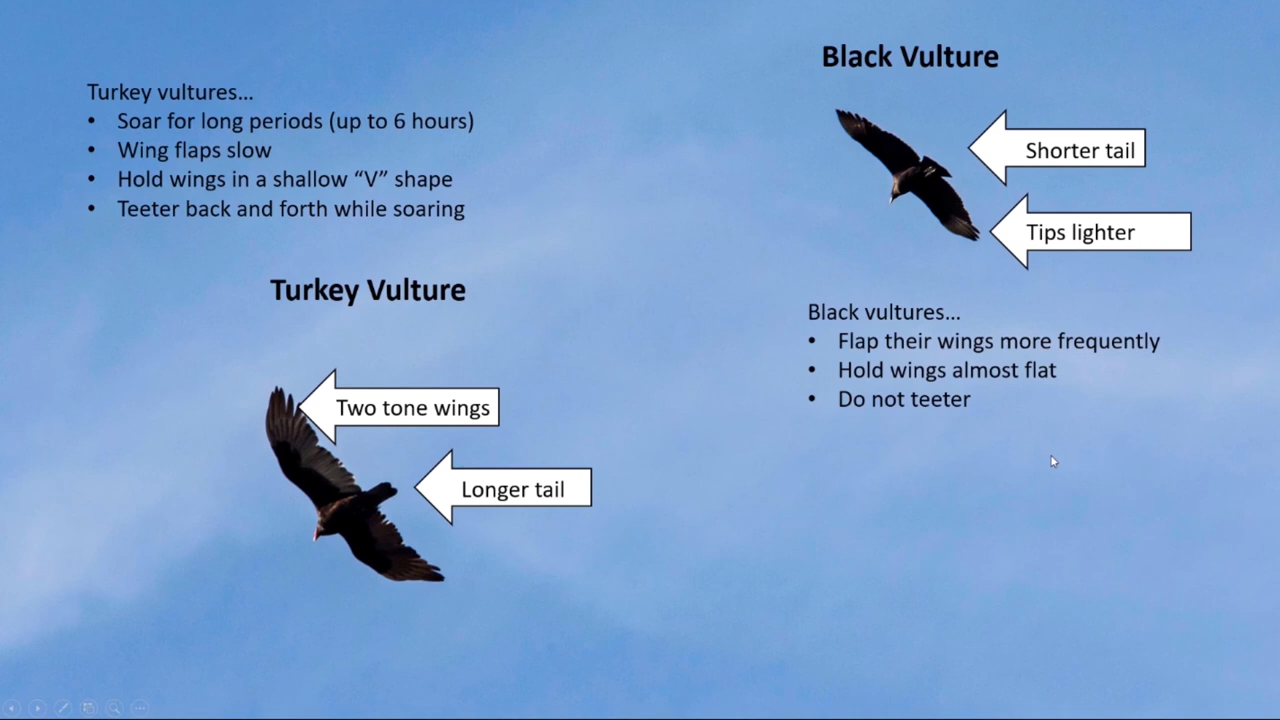 Black Vulture
Turkey vultures...
• Soar for long periods (up to 6 hours)
• Wing flaps slow
• Hold wings in a shallow “V” shape
• Teeter back and forth while soaring
Shorter tail
Tips lighter
Turkey Vulture
Black vultures...
• Flap their wings more frequently
• Hold wings almost flat
• Do not teeter
Two tone wings
Longer tail